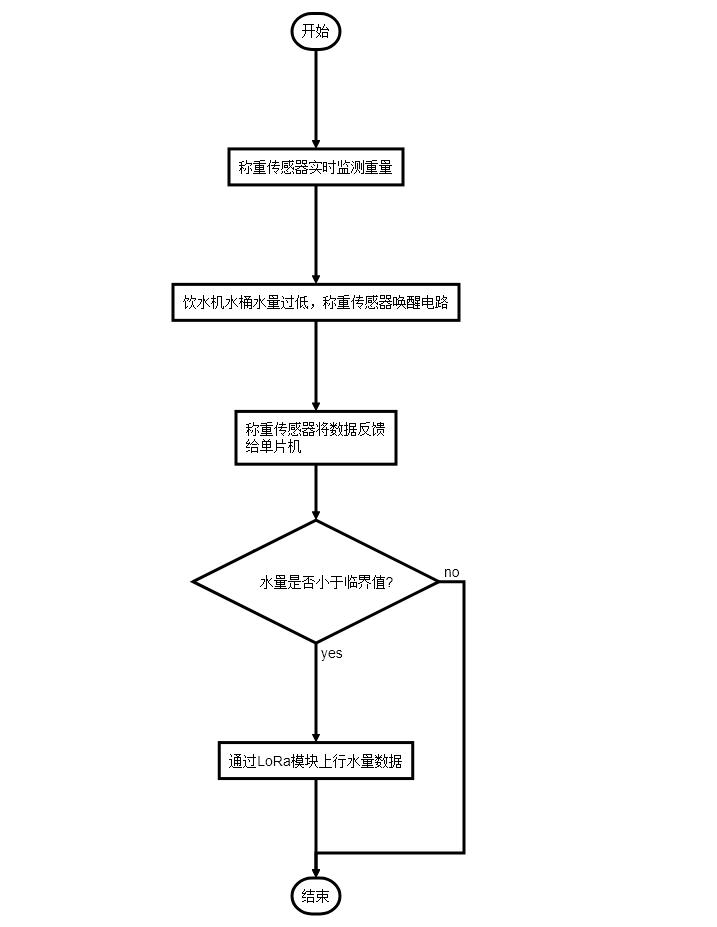 开始
称重传感器实时监测重量
饮水机水桶水量过低，称重传感器唤醒电路
称重传感器将数据反馈
给单片机
水量是否小于临界值?
no
yes
通过LoRa模块上行水量数据
结束